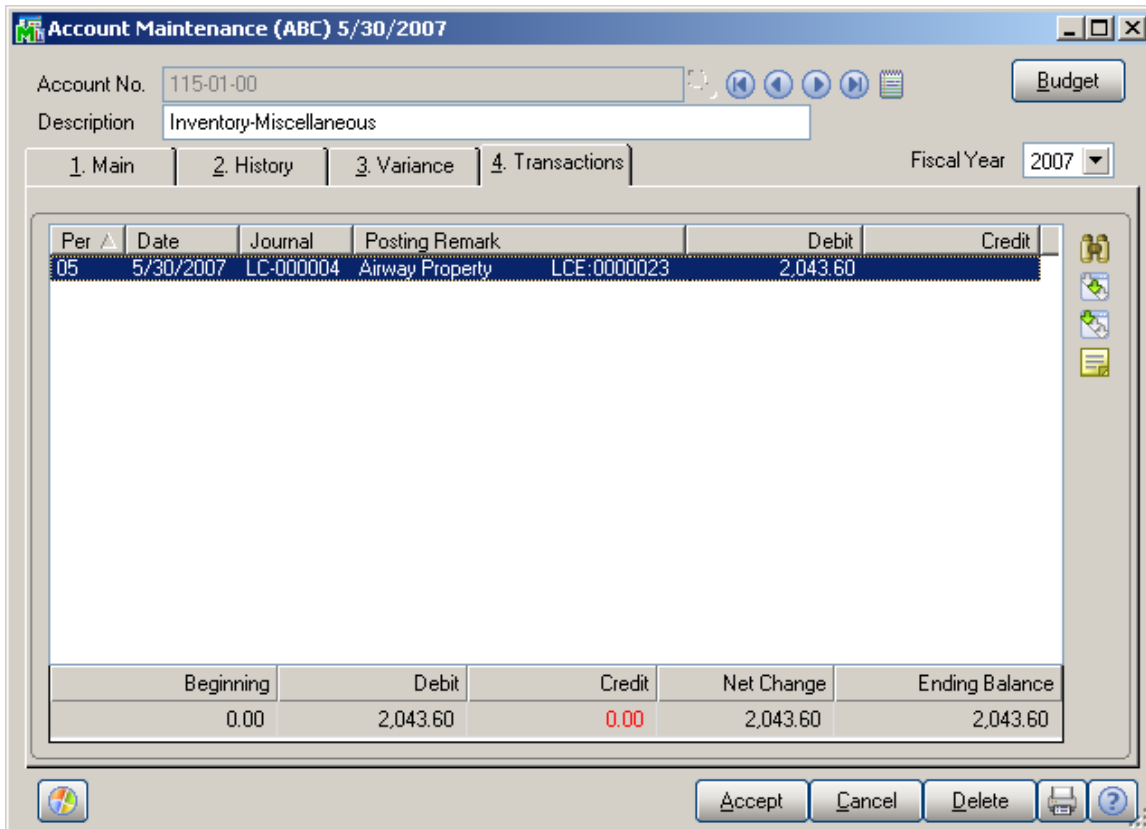 Account Maintenance (ABC) 5/30/2007
Account No. 115-01-00 Budget
Description Inventory-Miscellaneous
1. Main 2. History 3. Variance 4. Transactions Fiscal Year 2007
Per Date Journal Posting Remark Debit Credit
05 5/30/2007 LC-000004 Airway Property LCE:0000023 2,043.60
Beginning Debit Credit Net Change Ending Balance
0.00 2,043.60 0.00 2,043.60 2,043.60
Accept Cancel Delete